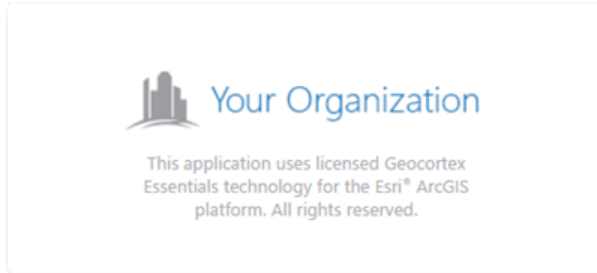 Your Organization
This application uses licensed Geocortex
Essentials technology for the Esri® ArcGIS
platform. All rights reserved.